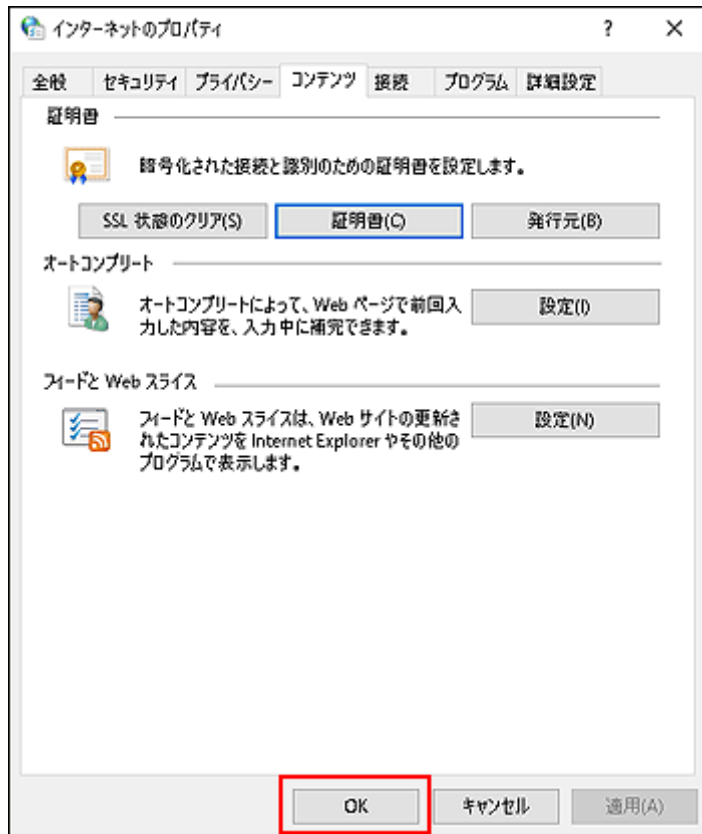 インターネットのプロパティ
?
×
全般 セキュリティ プライバシー コンテンツ 接続 プログラム 詳細設定
証明書
暗号化された接続と識別のための証明書を設定します。
SSL 状態のクリア(S) 証明書(C) 発行元(B)
オートコンプリート
オートコンプリートによって、Web ページで前回入
力した内容を、入力中に補完できます。
設定(I)
フィードと Web スライス
フィードと Web スライスは、Web サイトの更新さ
れたコンテンツを Internet Explorer やその他の
プログラムで表示します。
設定(N)
OK キャンセル 適用(A)